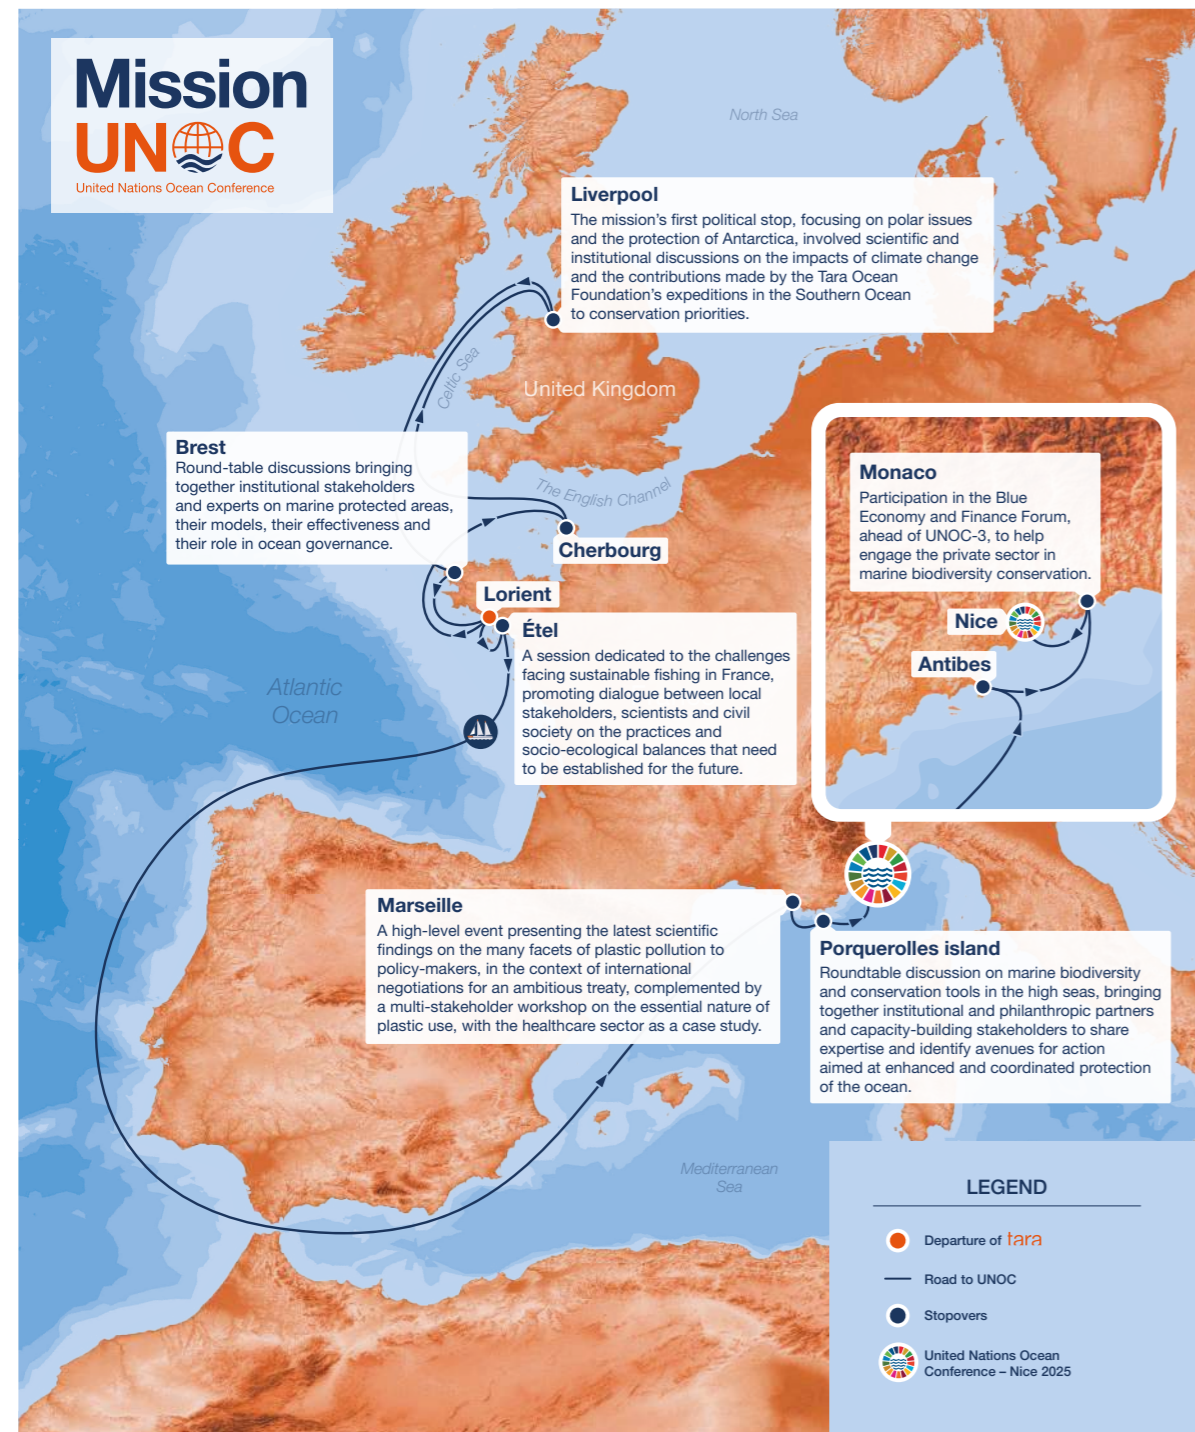 Mission
UNOC
United Nations Ocean Conference
North Sea
Liverpool
The mission's first political stop, focusing on polar issues
and the protection of Antarctica, involved scientific and
institutional discussions on the impacts of climate change
and the contributions made by the Tara Ocean
Foundation's expeditions in the Southern Ocean
to conservation priorities.
Celtic Sea
United Kingdom
Brest
Round-table discussions bringing
together institutional stakeholders
and experts on marine protected areas,
their models, their effectiveness and
their role in ocean governance.
The English Channel
Cherbourg
Lorient
Étel
A session dedicated to the challenges
facing sustainable fishing in France,
promoting dialogue between local
stakeholders, scientists and civil
society on the practices and
socio-ecological balances that need
to be established for the future.
Monaco
Participation in the Blue
Economy and Finance Forum,
ahead of UNOC-3, to help
engage the private sector in
marine biodiversity conservation.
Nice
Antibes
Atlantic
Ocean
Marseille
A high-level event presenting the latest scientific
findings on the many facets of plastic pollution to
policy-makers, in the context of international
negotiations for an ambitious treaty, complemented by
a multi-stakeholder workshop on the essential nature of
plastic use, with the healthcare sector as a case study.
Porquerolles island
Roundtable discussion on marine biodiversity
and conservation tools in the high seas, bringing
together institutional and philanthropic partners
and capacity-building stakeholders to share
expertise and identify avenues for action
aimed at enhanced and coordinated protection
of the ocean.
Mediterranean
Sea
LEGEND
Departure of tara
Road to UNOC
Stopovers
United Nations Ocean
Conference – Nice 2025